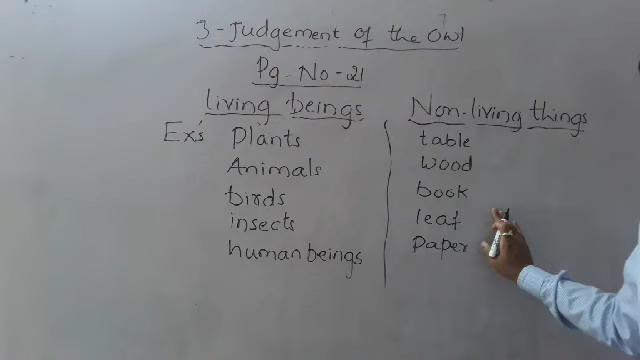 3-Judgement of the Owl
Pg-No-21
living beings
Non-living things
Ex's Plants
table
Animals
wood
birds
book
insects
leaf
human beings
paper